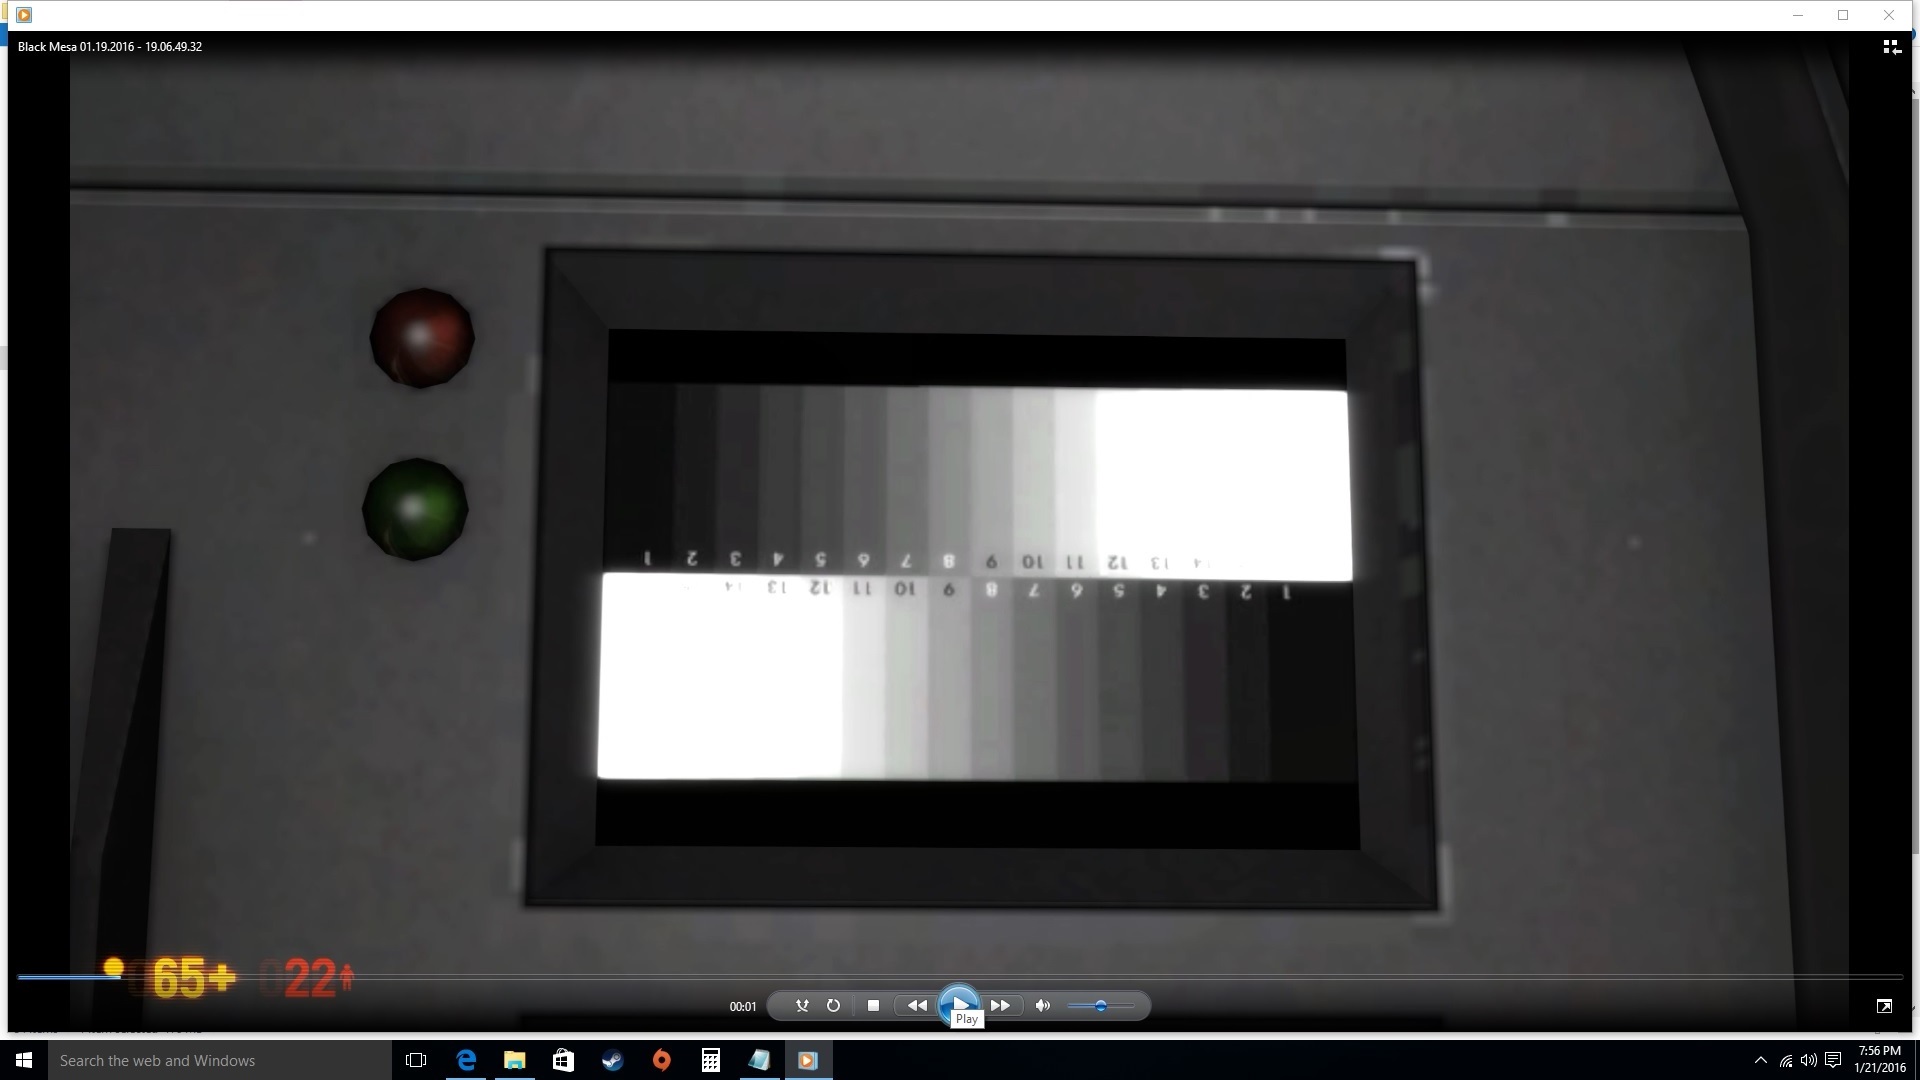 Black Mesa 01.19.2016 - 19.06.49.32
1 2 3 4 5 6 7 8 9 10 11 12 13 14
14 13 12 11 10 9 8 7 6 5 4 3 2 1
65+ 22
00:01
Play
Search the web and Windows
7:56 PM
1/21/2016